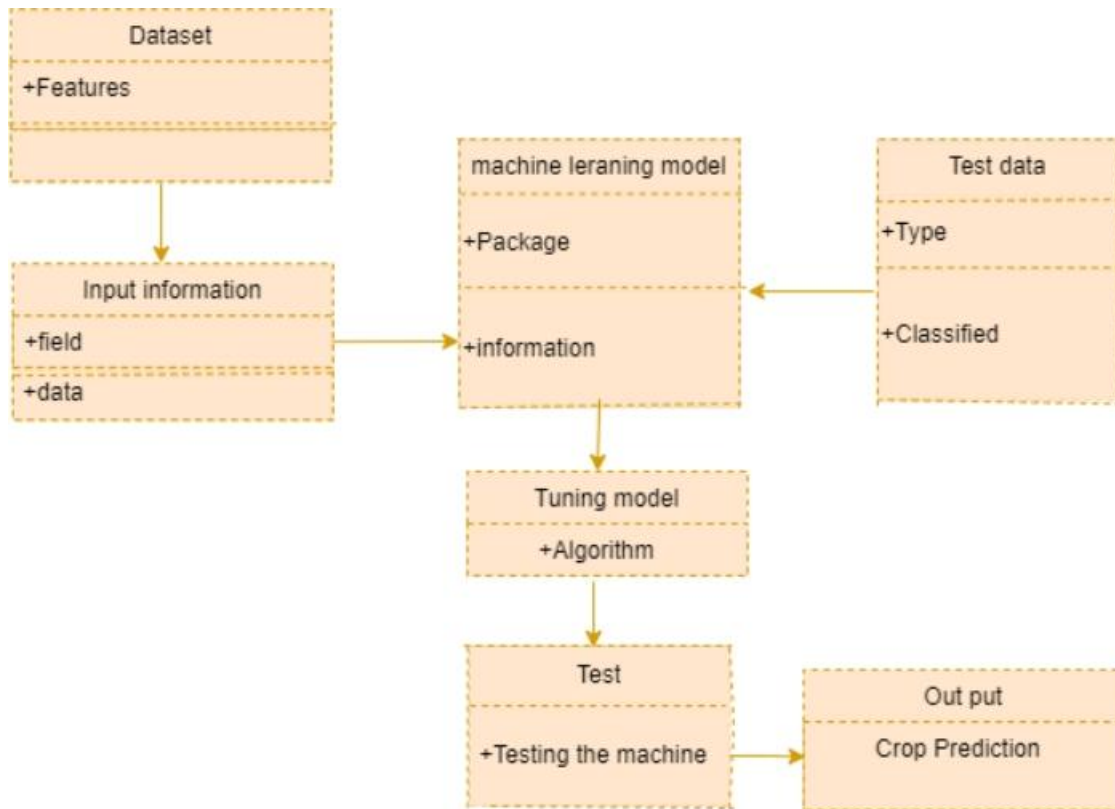 Dataset
+Features
Input information
+field
+data
machine leraning model
+Package
+information
Test data
+Type
+Classified
Tuning model
+Algorithm
Test
+Testing the machine
Out put
Crop Prediction